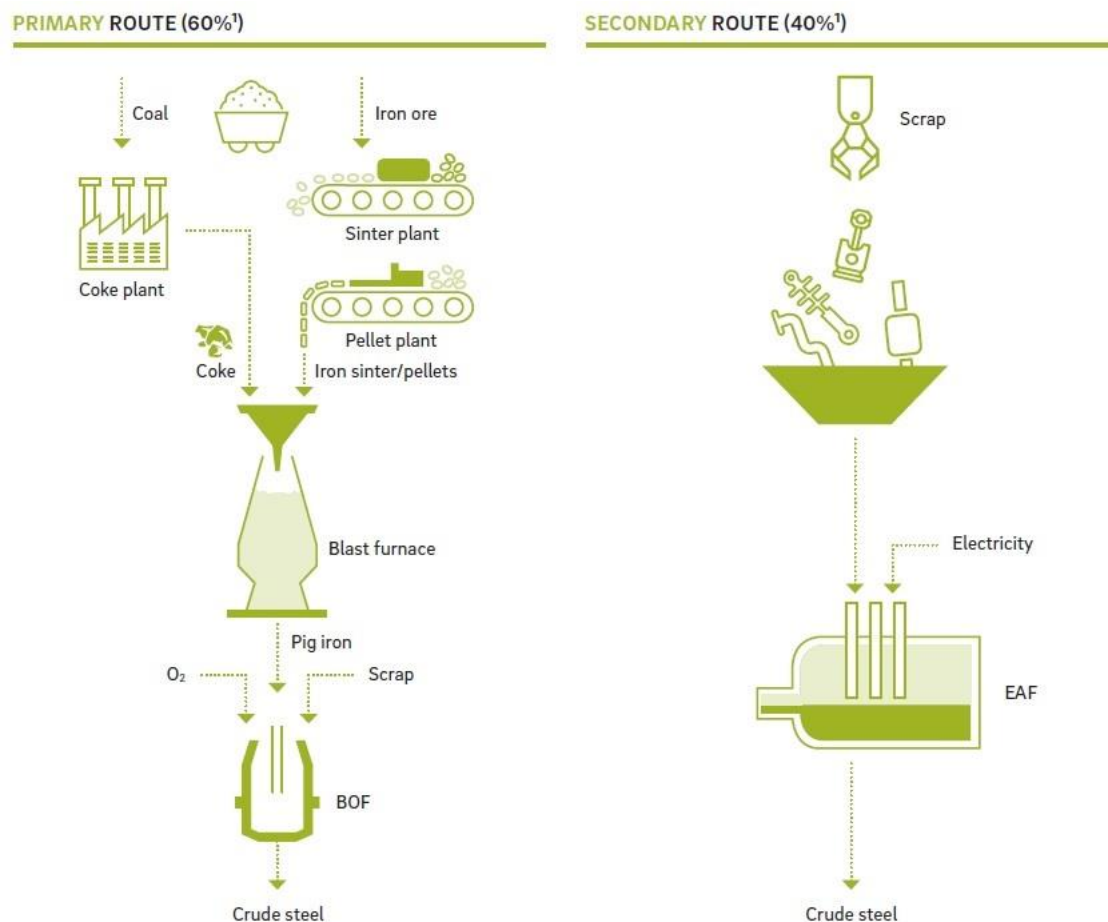 PRIMARY ROUTE (60%¹)
Coal
Iron ore
Sinter plant
Coke plant
Pellet plant
Coke
Iron sinter/pellets
Blast furnace
Pig iron
O₂
Scrap
BOF
Crude steel
SECONDARY ROUTE (40%¹)
Scrap
Electricity
EAF
Crude steel